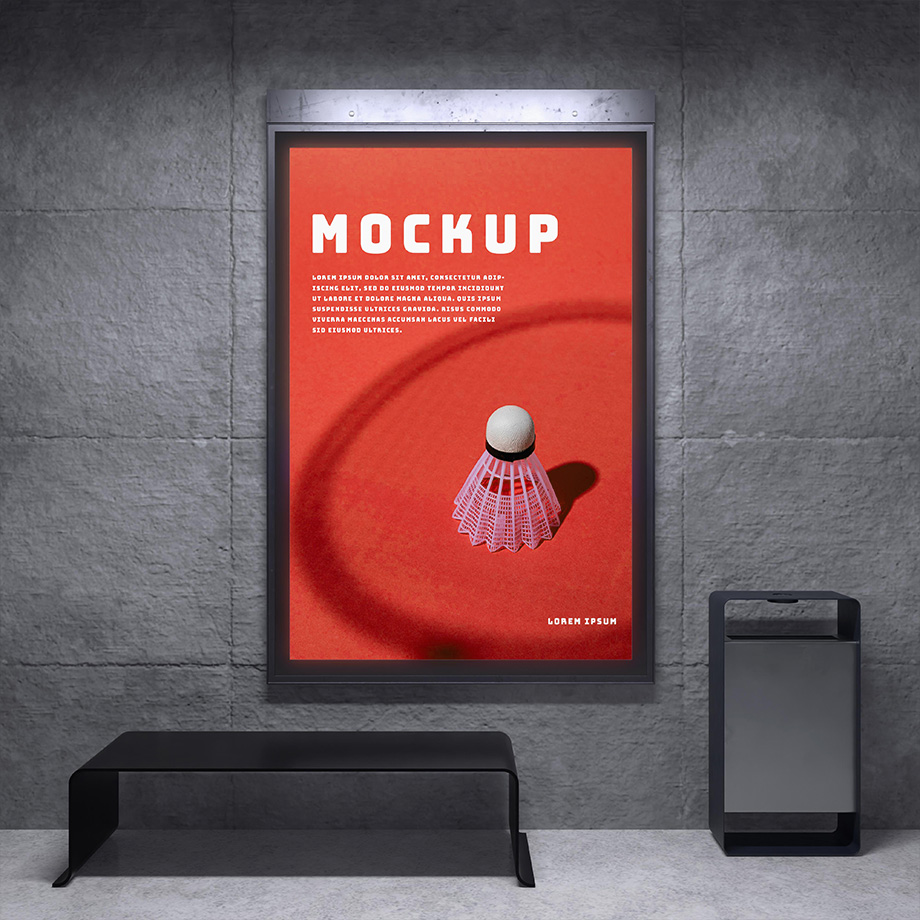 MOCKUP
LOREM IPSUM DOLOR SIT AMET, CONSECTETUR ADIP-
ISCING ELIT, SED DO EIUSMOD TEMPOR INCIDIDUNT
UT LABORE ET DOLORE MAGNA ALIQUA. QUIS IPSUM
SUSPENDISSE ULTRICES GRAVIDA. RISUS COMMODO
VIVERRA MAECENAS ACCUMSAN LACUS VEL FACILI
SID EIUSMOD ULTRICES.
LOREM IPSUM